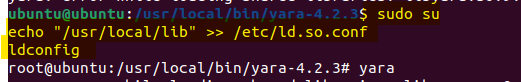 ubuntu@ubuntu:/usr/local/bin/yara-4.2.3$ sudo su
echo "/usr/local/lib" >> /etc/ld.so.conf
ldconfig
root@ubuntu:/usr/local/bin/yara-4.2.3# yara